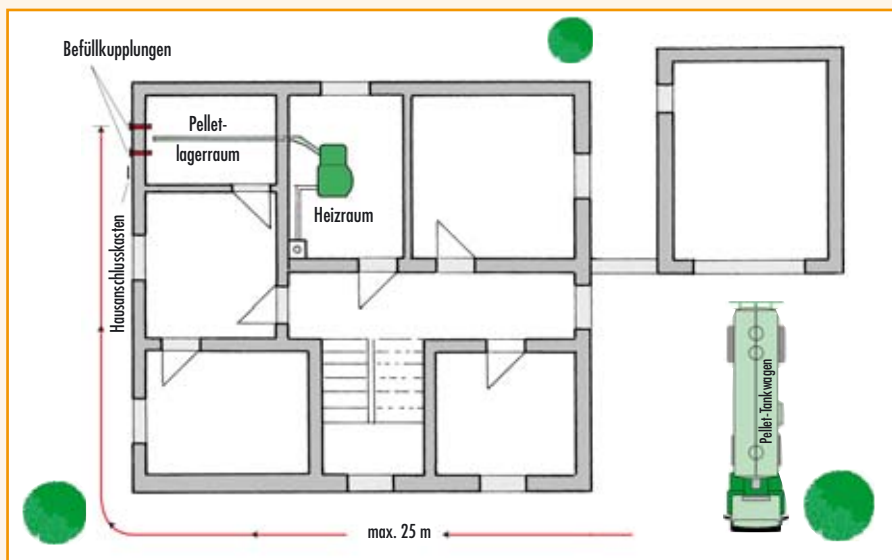 Befüllkupplungen
Pellet-
lagerraum
Heizraum
Hausanschlusskasten
Pellet-Tankwagen
max. 25 m